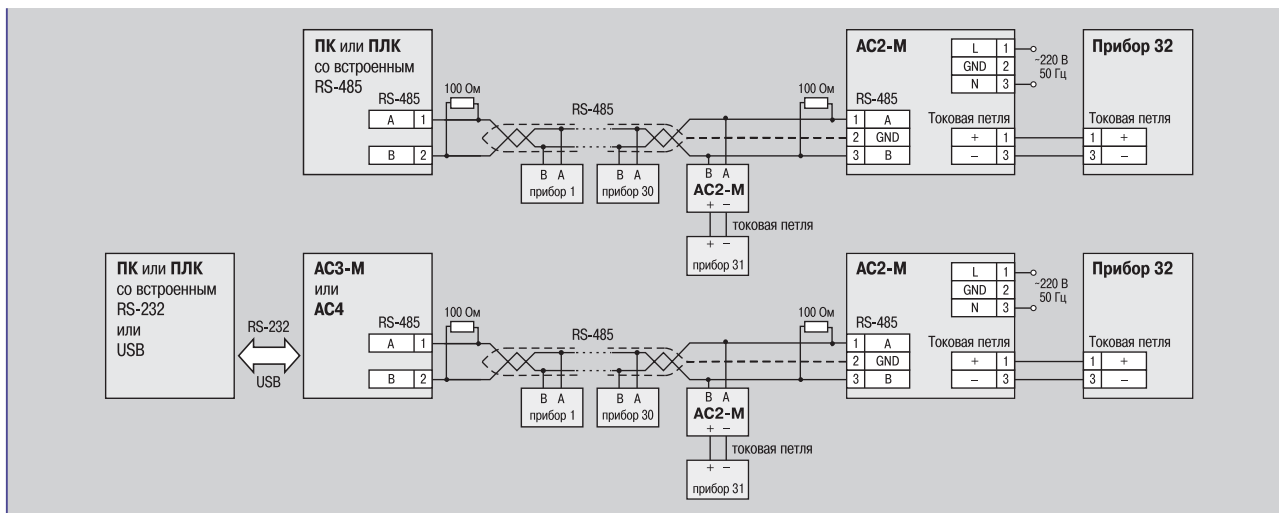 ПК или ПЛК
со встроенным
RS-485
RS-485
A 1
B 2
100 Ом
RS-485
B A
прибор 1
B A
прибор 30
B A
АС2-М
+ –
токовая петля
+ –
прибор 31
100 Ом
АС2-М
RS-485
1 A
2 GND
3 B
L 1
GND 2
N 3
~220 В
50 Гц
Токовая петля
+ 1
– 3
Прибор 32
Токовая петля
1 +
3 –
ПК или ПЛК
со встроенным
RS-232
или
USB
RS-232
USB
АС3-М
или
АС4
RS-485
A 1
B 2
100 Ом
RS-485
B A
прибор 1
B A
прибор 30
B A
АС2-М
+ –
токовая петля
+ –
прибор 31
100 Ом
АС2-М
RS-485
1 A
2 GND
3 B
L 1
GND 2
N 3
~220 В
50 Гц
Токовая петля
+ 1
– 3
Прибор 32
Токовая петля
1 +
3 –